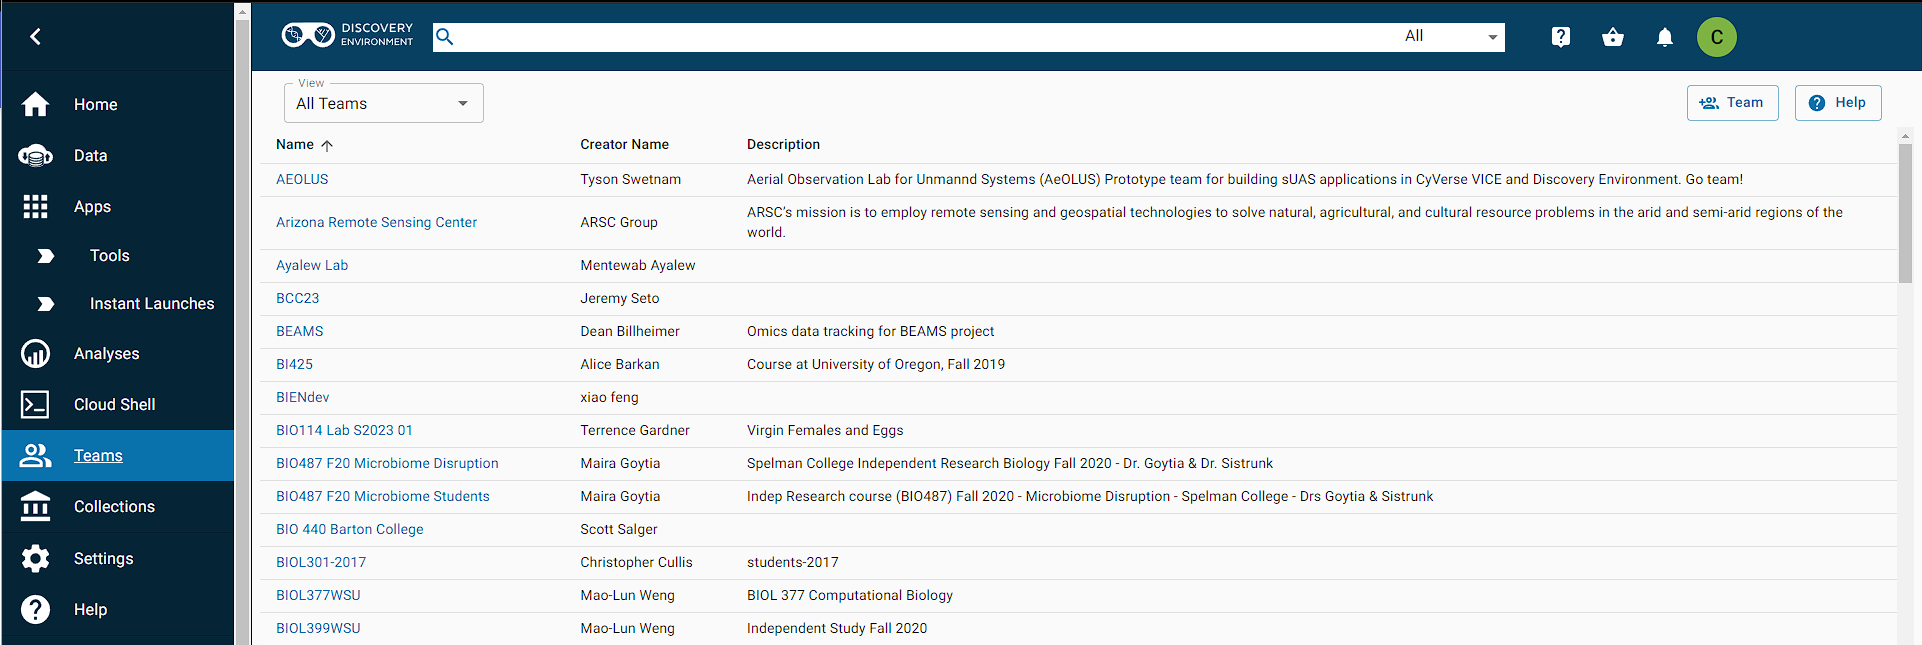 DISCOVERY
ENVIRONMENT
All
C
Home
Data
Apps
Tools
Instant Launches
Analyses
Cloud Shell
Teams
Collections
Settings
Help
View
All Teams
Team
Help
Name Creator Name Description
AEOLUS Tyson Swetnam Aerial Observation Lab for Unmannd Systems (AeOLUS) Prototype team for building sUAS applications in CyVerse VICE and Discovery Environment. Go team!
Arizona Remote Sensing Center ARSC Group ARSC's mission is to employ remote sensing and geospatial technologies to solve natural, agricultural, and cultural resource problems in the arid and semi-arid regions of the
world.
Ayalew Lab Mentewab Ayalew
BCC23 Jeremy Seto
BEAMS Dean Billheimer Omics data tracking for BEAMS project
BI425 Alice Barkan Course at University of Oregon, Fall 2019
BIENdev xiao feng
BIO114 Lab S2023 01 Terrence Gardner Virgin Females and Eggs
BIO487 F20 Microbiome Disruption Maira Goytia Spelman College Independent Research Biology Fall 2020 - Dr. Goytia & Dr. Sistrunk
BIO487 F20 Microbiome Students Maira Goytia Indep Research course (BIO487) Fall 2020 - Microbiome Disruption - Spelman College - Drs Goytia & Sistrunk
BIO 440 Barton College Scott Salger
BIOL301-2017 Christopher Cullis students-2017
BIOL377WSU Mao-Lun Weng BIOL 377 Computational Biology
BIOL399WSU Mao-Lun Weng Independent Study Fall 2020